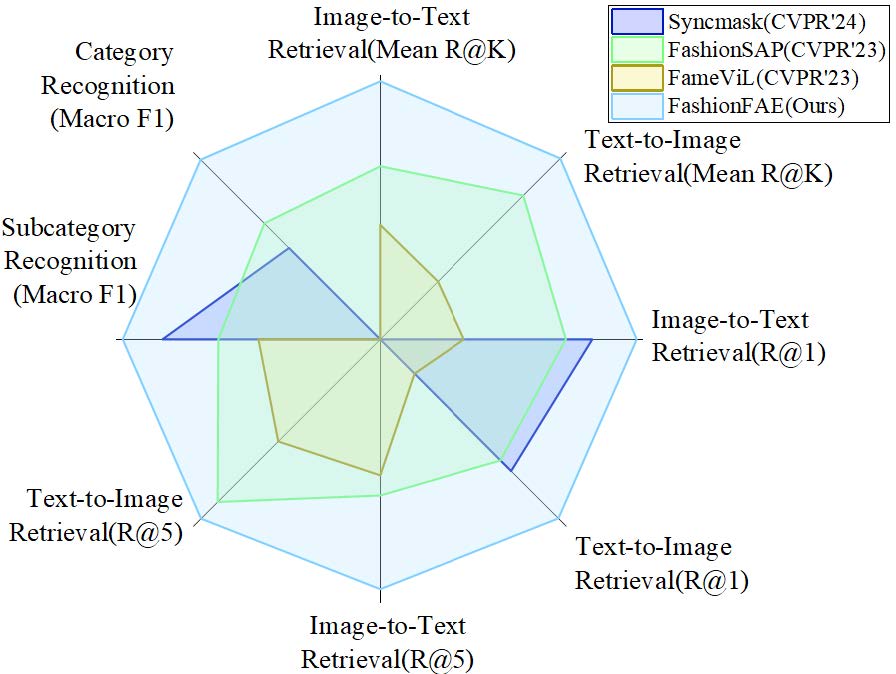 Image-to-Text
Retrieval(Mean R@K)
Syncmask(CVPR'24)
FashionSAP(CVPR'23)
FameViL(CVPR'23)
FashionFAE(Ours)
Category
Recognition
(Macro F1)
Text-to-Image
Retrieval(Mean R@K)
Subcategory
Recognition
(Macro F1)
Image-to-Text
Retrieval(R@1)
Text-to-Image
Retrieval(R@5)
Text-to-Image
Retrieval(R@1)
Image-to-Text
Retrieval(R@5)